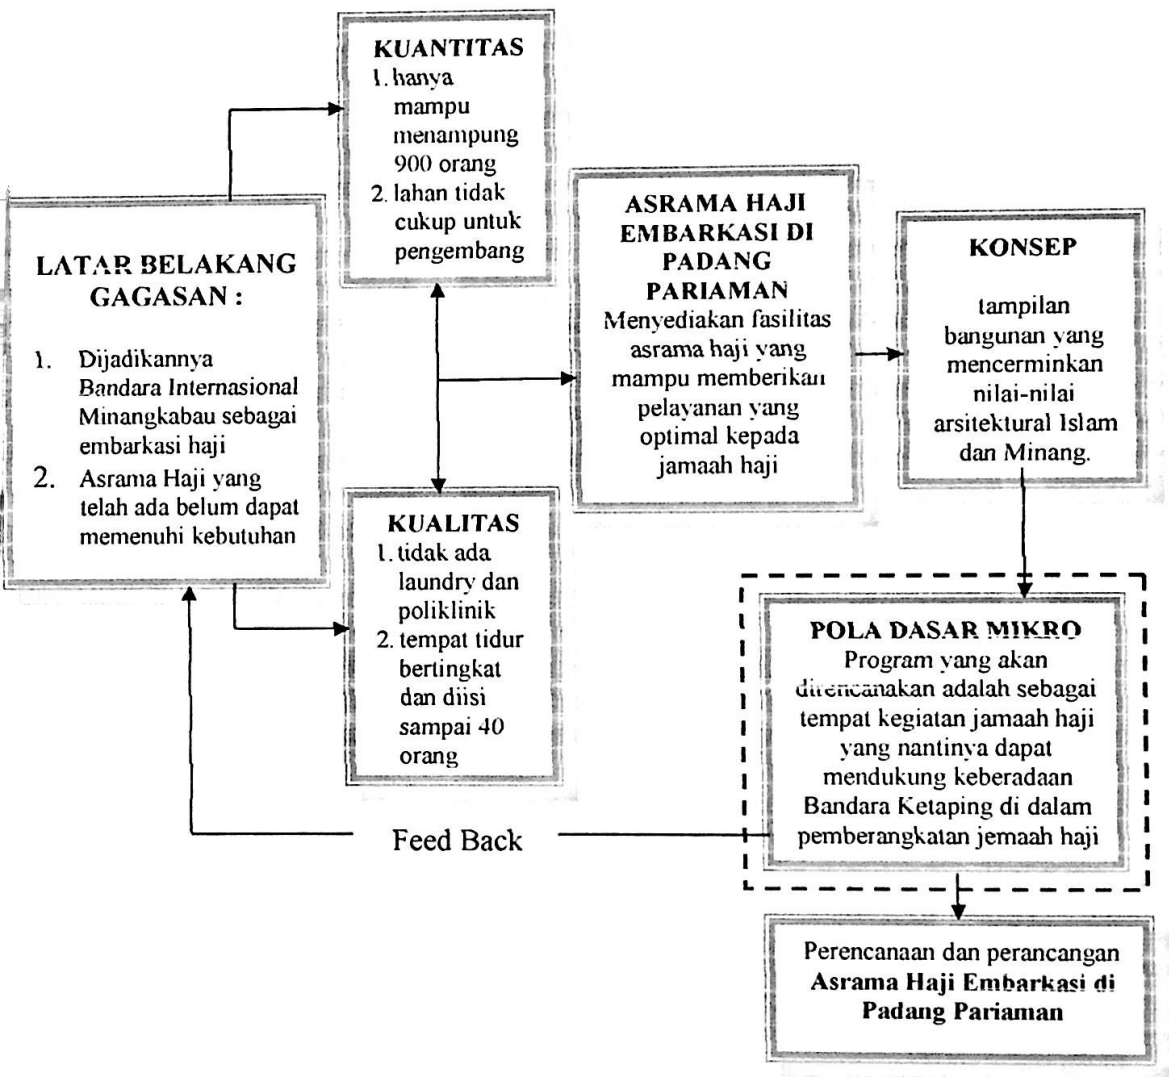 KUANTITAS
1. hanya
mampu
menampung
900 orang
2. lahan tidak
cukup untuk
pengembang
LATAR BELAKANG
GAGASAN :
1. Dijadikannya
Bandara Internasional
Minangkabau sebagai
embarkasi haji
2. Asrama Haji yang
telah ada belum dapat
memenuhi kebutuhan
KUALITAS
1. tidak ada
laundry dan
poliklinik
2. tempat tidur
bertingkat
dan diisi
sampai 40
orang
ASRAMA HAJI
EMBARKASI DI
PADANG
PARIAMAN
Menyediakan fasilitas
asrama haji yang
mampu memberikan
pelayanan yang
optimal kepada
jamaah haji
KONSEP
tampilan
bangunan yang
mencerminkan
nilai-nilai
arsitektural Islam
dan Minang.
POLA DASAR MIKRO
Program yang akan
direncanakan adalah sebagai
tempat kegiatan jamaah haji
yang nantinya dapat
mendukung keberadaan
Bandara Ketaping di dalam
pemberangkatan jemaah haji
Feed Back
Perencanaan dan perancangan
Asrama Haji Embarkasi di
Padang Pariaman